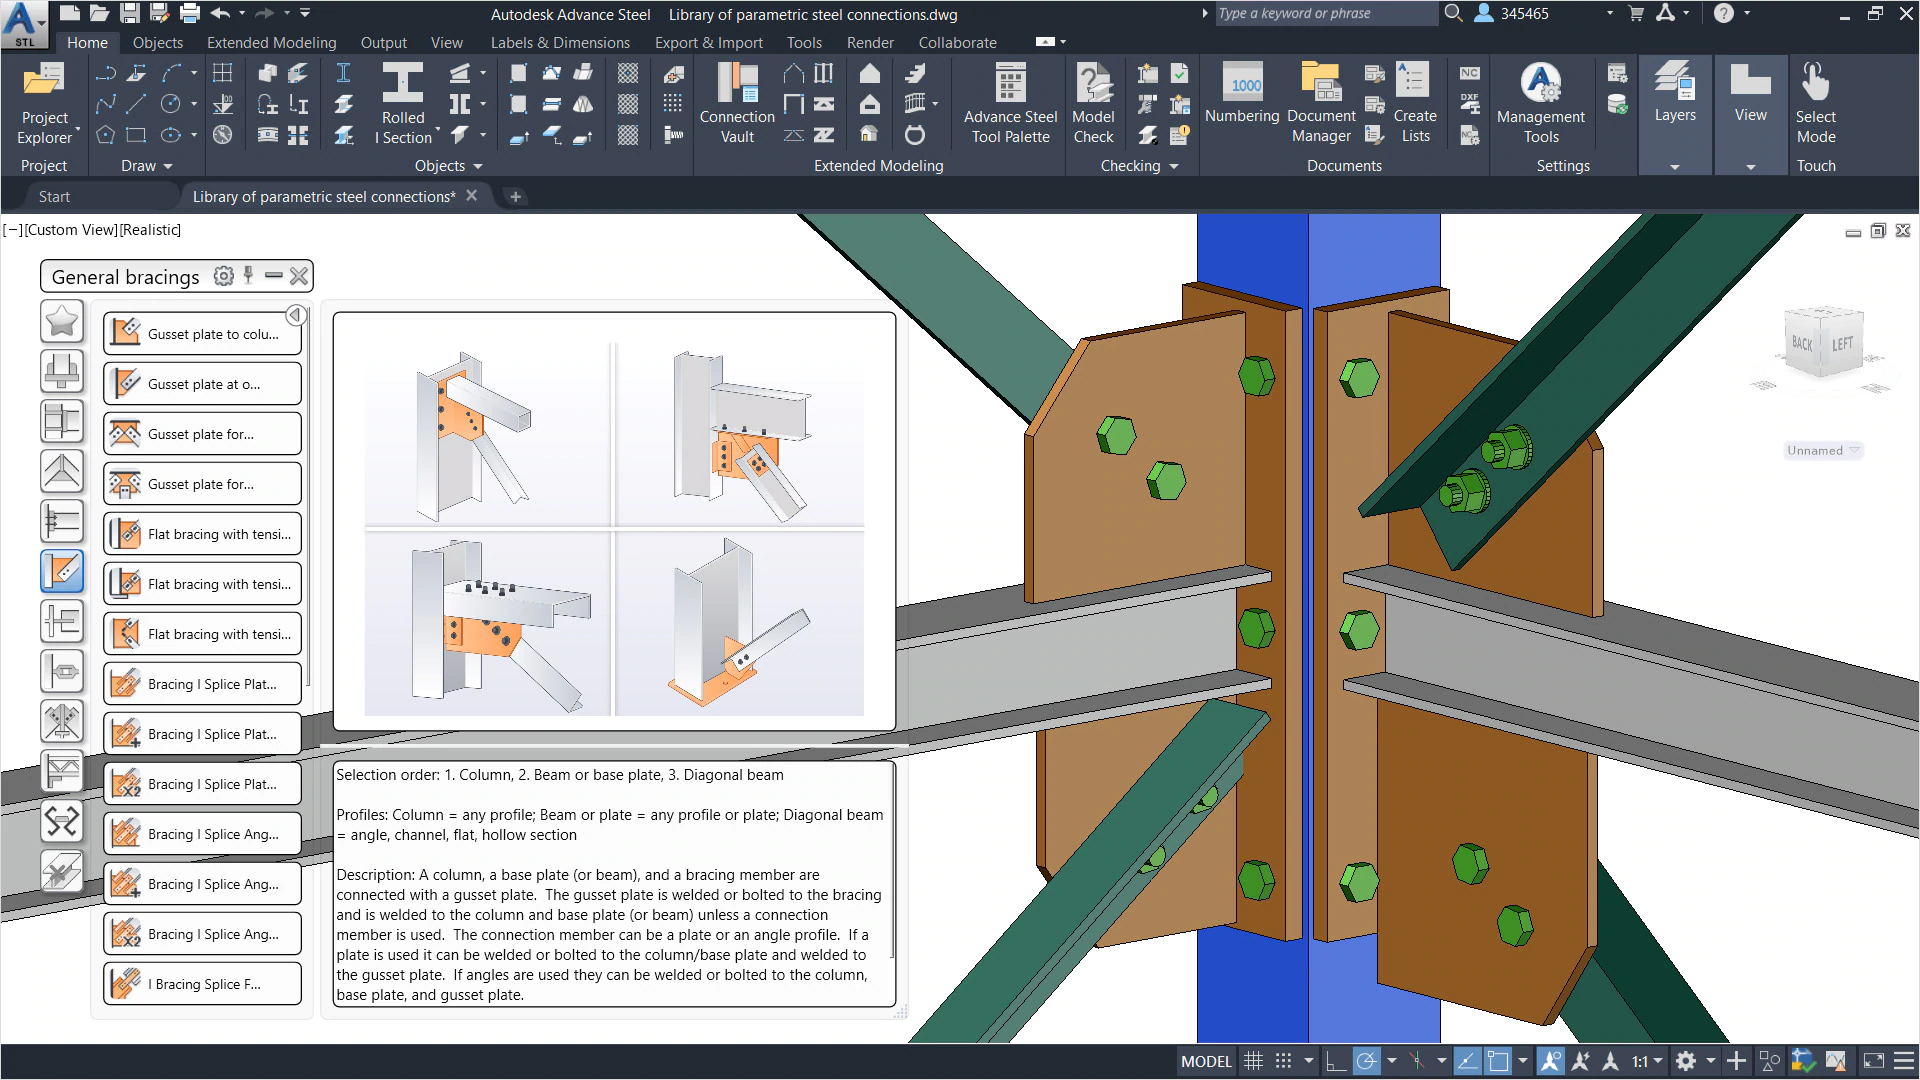 Autodesk Advance Steel Library of parametric steel connections.dwg
Type a keyword or phrase
345465
STL
Home Objects Extended Modeling Output View Labels & Dimensions Export & Import Tools Render Collaborate
Project Explorer
Rolled I Section
Connection Vault
Advance Steel Tool Palette
Model Check
1000
Numbering
Document Manager
Create Lists
NC
DXF
Management Tools
Layers
View
Select Mode
Project Draw Objects Extended Modeling Checking Documents Settings Touch
Start Library of parametric steel connections*
[−][Custom View][Realistic]
General bracings
Gusset plate to colu...
Gusset plate at o...
Gusset plate for...
Gusset plate for...
Flat bracing with tensi...
Flat bracing with tensi...
Flat bracing with tensi...
Bracing I Splice Plat...
Bracing I Splice Plat...
Bracing I Splice Plat...
Bracing I Splice Ang...
Bracing I Splice Ang...
Bracing I Splice Ang...
I Bracing Splice F...
Selection order: 1. Column, 2. Beam or base plate, 3. Diagonal beam
Profiles: Column = any profile; Beam or plate = any profile or plate; Diagonal beam
= angle, channel, flat, hollow section
Description: A column, a base plate (or beam), and a bracing member are
connected with a gusset plate. The gusset plate is welded or bolted to the bracing
and is welded to the column and base plate (or beam) unless a connection
member is used. The connection member can be a plate or an angle profile. If a
plate is used it can be welded or bolted to the column/base plate and welded to
the gusset plate. If angles are used they can be welded or bolted to the column,
base plate, and gusset plate.
BACK LEFT
Unnamed
MODEL
1:1